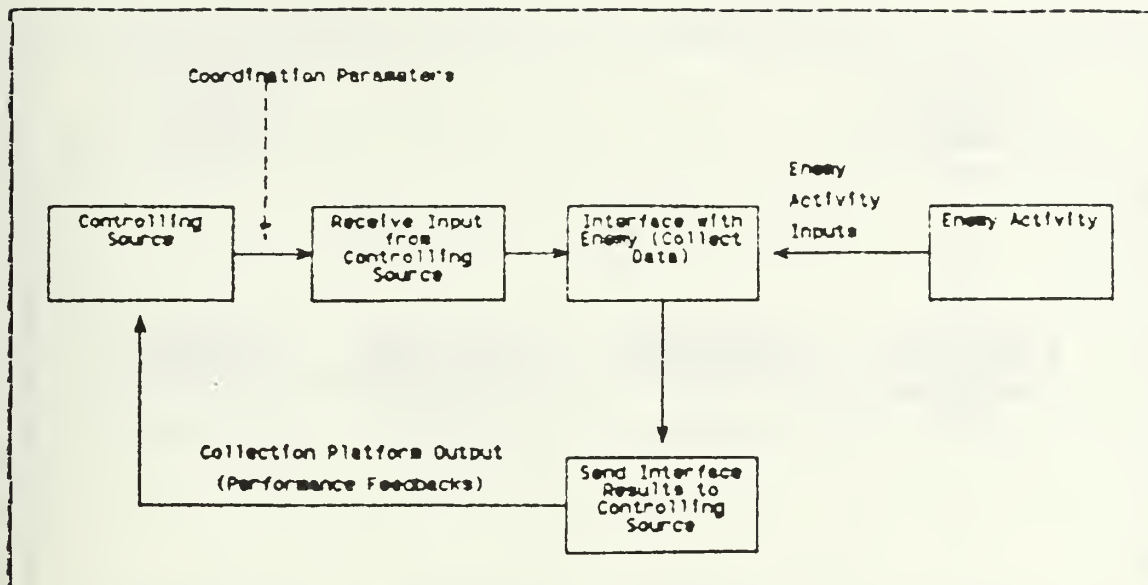 Coordination Parameters
Enemy
Activity
Inputs
Controlling
Source
Receive Input
from
Controlling
Source
Interface with
Enemy (Collect
Data)
Enemy Activity
Collection Platform Output
(Performance Feedbacks)
Send Interface
Results to
Controlling
Source